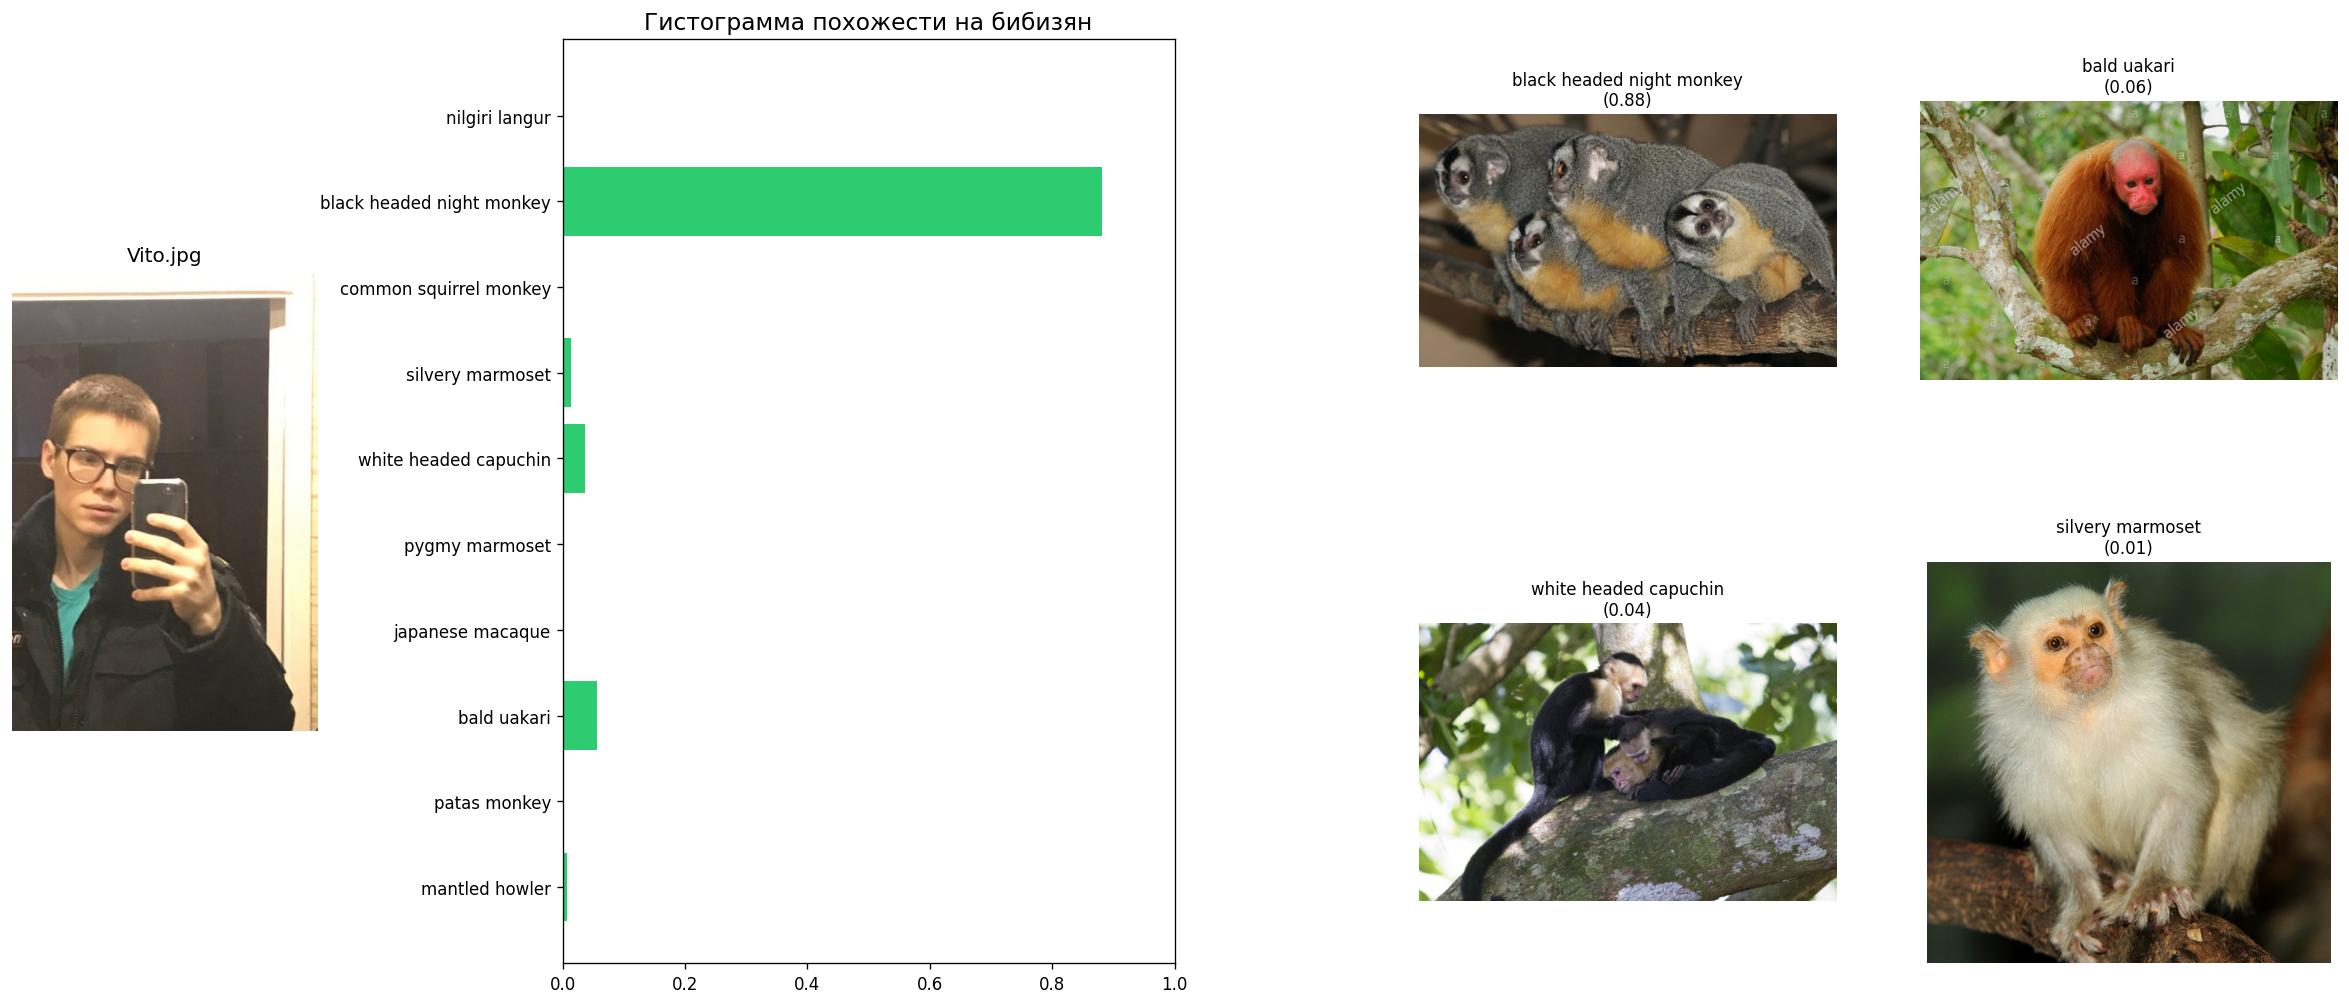 Гистограмма похожести на бибизян
Vito.jpg
nilgiri langur
black headed night monkey
common squirrel monkey
silvery marmoset
white headed capuchin
pygmy marmoset
japanese macaque
bald uakari
patas monkey
mantled howler
0.0 0.2 0.4 0.6 0.8 1.0
black headed night monkey
(0.88)
bald uakari
(0.06)
alamy
alamy
alamy
alamy
white headed capuchin
(0.04)
silvery marmoset
(0.01)